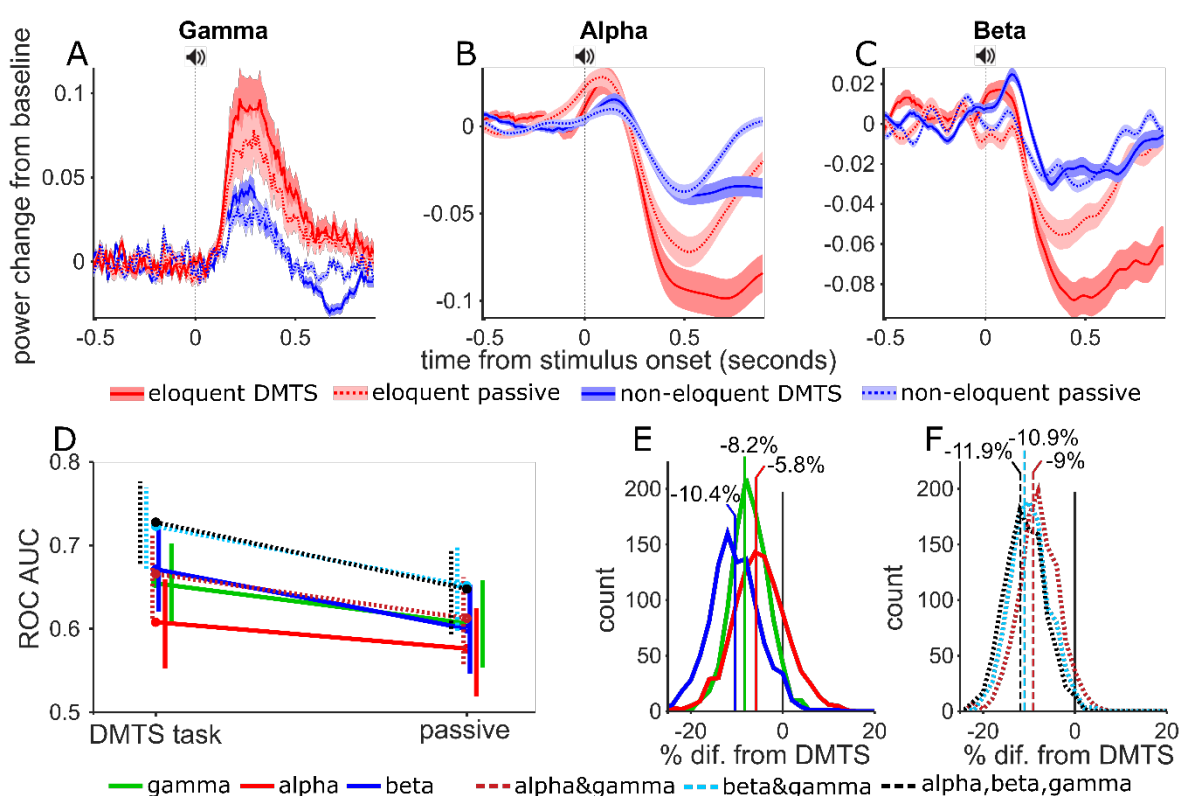 Gamma
Alpha
Beta
A
B
C
power change from baseline
0.1
0.05
0
-0.5
0
0.5
0
-0.05
-0.1
-0.5
0
0.5
0.02
0
-0.02
-0.04
-0.06
-0.08
-0.5
0
0.5
time from stimulus onset (seconds)
eloquent DMTS
eloquent passive
non-eloquent DMTS
non-eloquent passive
D
ROC AUC
0.8
0.7
0.6
0.5
DMTS task
passive
E
-8.2%
-5.8%
-10.4%
count
200
150
100
50
0
-20
0
20
% dif. from DMTS
F
-10.9%
-11.9%
-9%
count
200
150
100
50
0
-20
0
20
% dif. from DMTS
gamma
alpha
beta
alpha&gamma
beta&gamma
alpha,beta,gamma